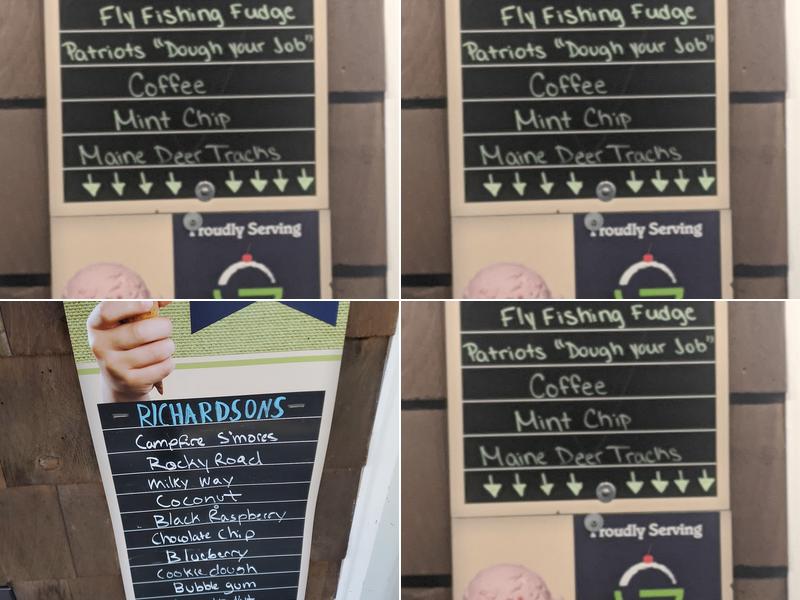 Fly Fishing Fudge
Patriots "Dough your Job"
Coffee
Mint Chip
Maine Deer Tracks
Proudly Serving
Fly Fishing Fudge
Patriots "Dough your Job"
Coffee
Mint Chip
Maine Deer Tracks
Proudly Serving
RICHARDSONS
Campfire S'mores
Rocky Road
Milky Way
Coconut
Black Raspberry
Chocolate Chip
Blueberry
Cookie dough
Bubble gum
Fly Fishing Fudge
Patriots "Dough your Job"
Coffee
Mint Chip
Maine Deer Tracks
Proudly Serving